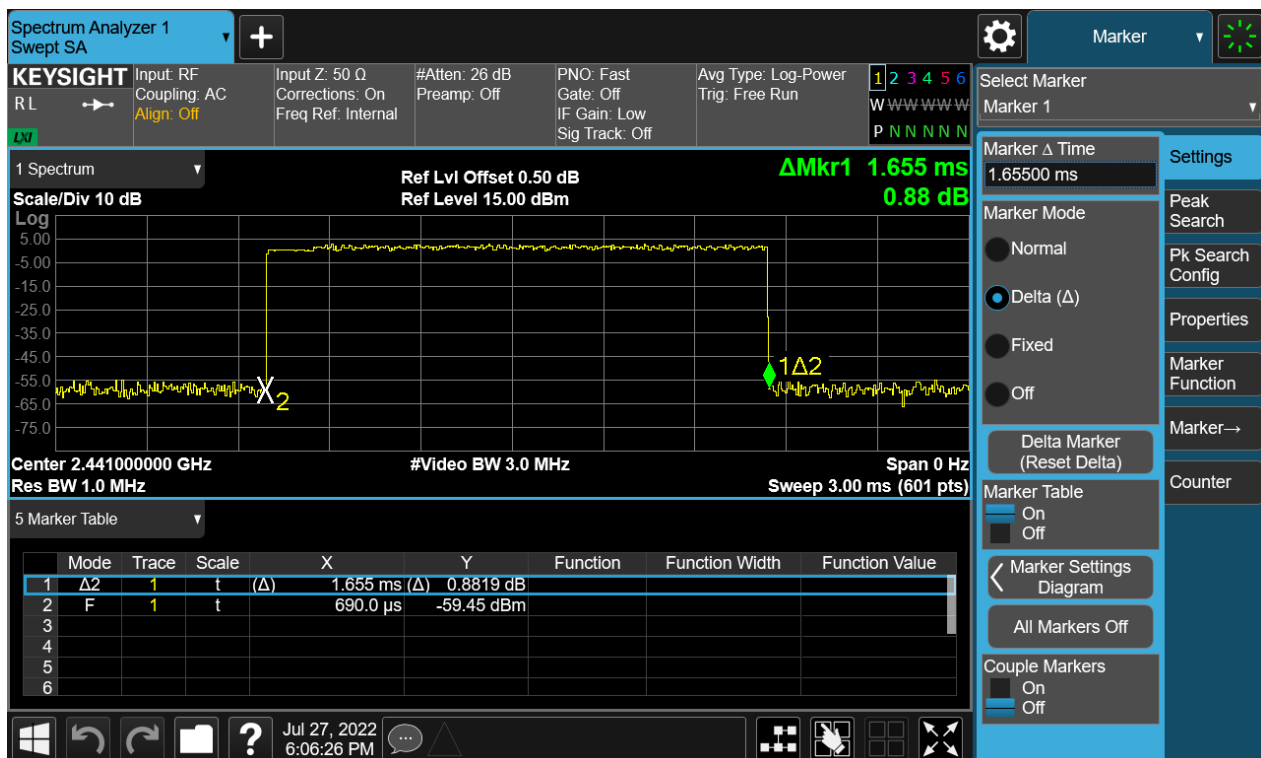 Spectrum Analyzer 1
Swept SA
+
Marker
KEYSIGHT
R L
LXI
Input: RF
Coupling: AC
Align: Off
Input Z: 50 Ω
Corrections: On
Freq Ref: Internal
#Atten: 26 dB
Preamp: Off
PNO: Fast
Gate: Off
IF Gain: Low
Sig Track: Off
Avg Type: Log-Power
Trig: Free Run
1 2 3 4 5 6
W W W W W W
P N N N N N
Select Marker
Marker 1
1 Spectrum
Scale/Div 10 dB
Ref Lvl Offset 0.50 dB
Ref Level 15.00 dBm
ΔMkr1 1.655 ms
0.88 dB
Log
5.00
-5.00
-15.0
-25.0
-35.0
-45.0
-55.0
-65.0
-75.0
1Δ2
2
Center 2.441000000 GHz
Res BW 1.0 MHz
#Video BW 3.0 MHz
Span 0 Hz
Sweep 3.00 ms (601 pts)
5 Marker Table
Mode Trace Scale X Y Function Function Width Function Value
1 Δ2 1 t (Δ) 1.655 ms (Δ) 0.8819 dB
2 F 1 t 690.0 µs -59.45 dBm
3
4
5
6
Marker Δ Time
1.65500 ms
Marker Mode
Normal
Delta (Δ)
Fixed
Off
Delta Marker
(Reset Delta)
Marker Table
On
Off
Marker Settings
Diagram
All Markers Off
Couple Markers
On
Off
Settings
Peak
Search
Pk Search
Config
Properties
Marker
Function
Marker→
Counter
?
Jul 27, 2022
6:06:26 PM